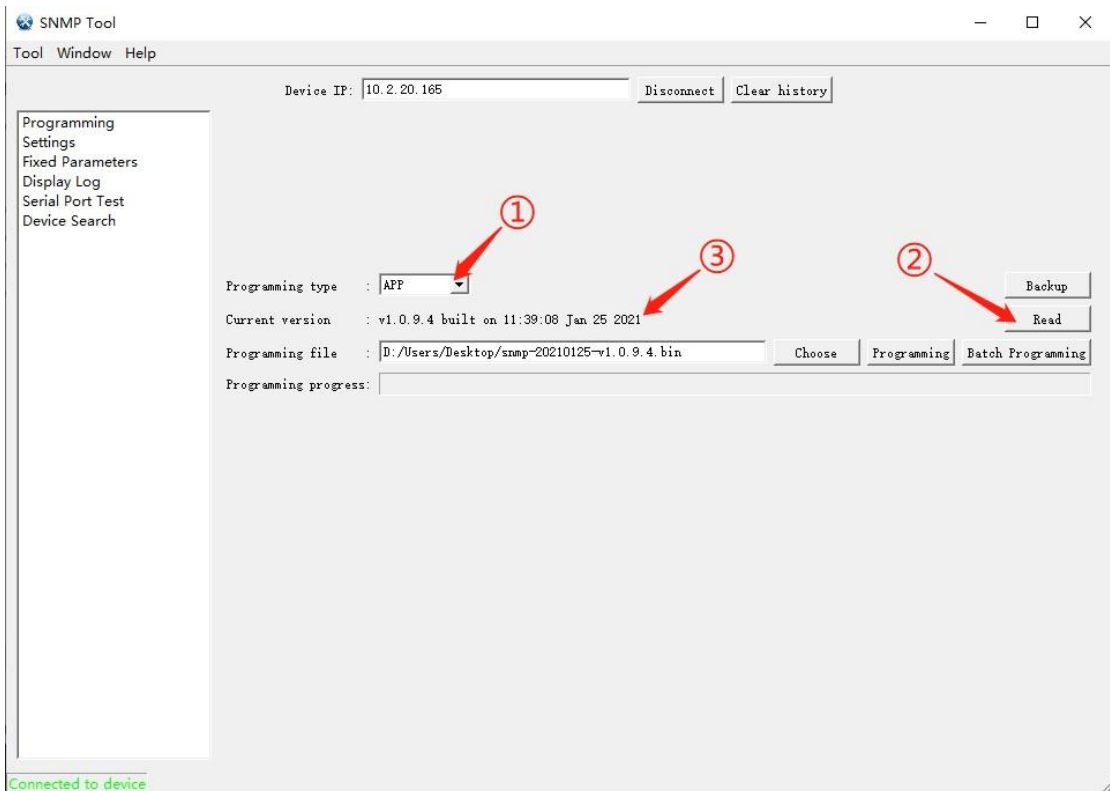 SNMP Tool
Tool Window Help
Device IP: 10.2.20.165 Disconnect Clear history
Programming
Settings
Fixed Parameters
Display Log
Serial Port Test
Device Search
①
③
②
Programming type : APP Backup
Current version : v1.0.9.4 built on 11:39:08 Jan 25 2021 Read
Programming file : D:/Users/Desktop/snmp-20210125-v1.0.9.4.bin Choose Programming Batch Programming
Programming progress:
Connected to device